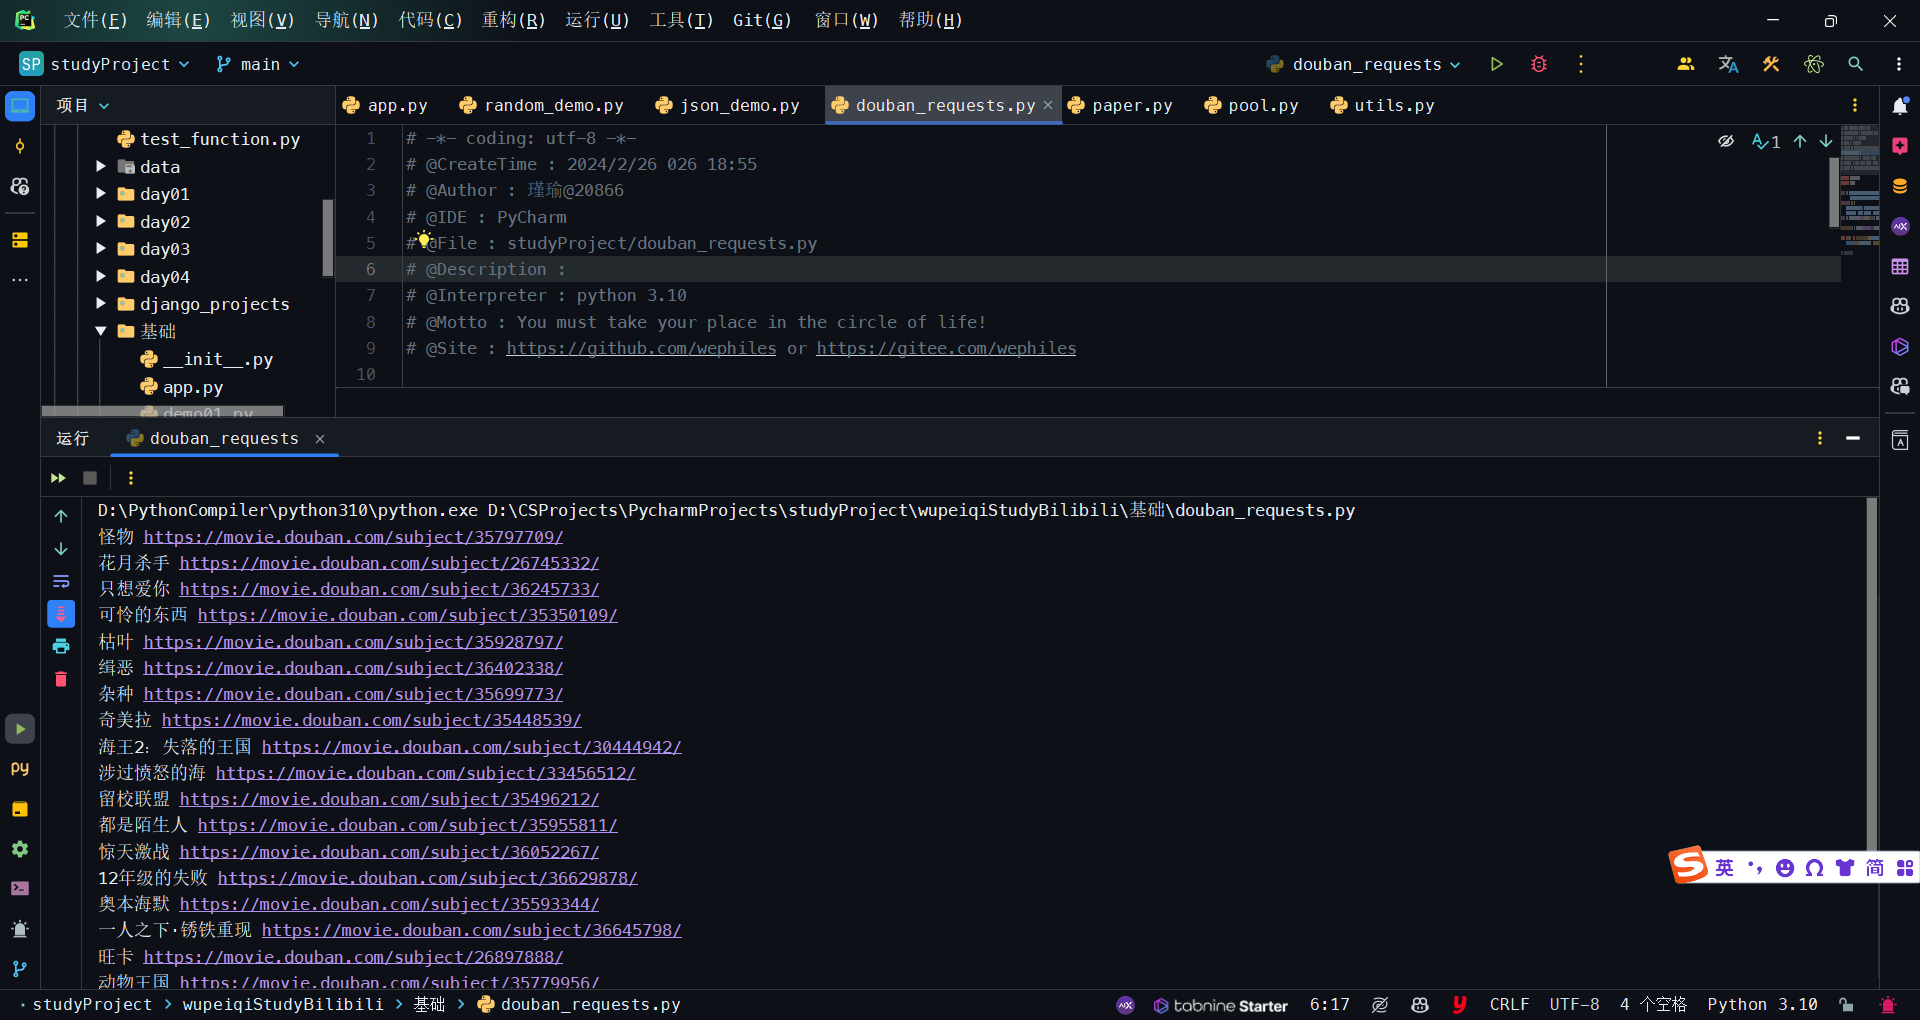 文件(F) 编辑(E) 视图(V) 导航(N) 代码(C) 重构(R) 运行(U) 工具(T) Git(G) 窗口(W) 帮助(H)
SP studyProject main douban_requests
项目
app.py random_demo.py json_demo.py douban_requests.py paper.py pool.py utils.py
test_function.py
data
day01
day02
day03
day04
django_projects
基础
__init__.py
app.py
demo01.py
1 # -*- coding: utf-8 -*-
2 # @CreateTime : 2024/2/26 026 18:55
3 # @Author : 瑾瑜@20866
4 # @IDE : PyCharm
5 # @File : studyProject/douban_requests.py
6 # @Description :
7 # @Interpreter : python 3.10
8 # @Motto : You must take your place in the circle of life!
9 # @Site : https://github.com/wephiles or https://gitee.com/wephiles
10
1
运行 douban_requests
D:\PythonCompiler\python310\python.exe D:\CSProjects\PycharmProjects\studyProject\wupeiqiStudyBilibili\基础\douban_requests.py
怪物 https://movie.douban.com/subject/35797709/
花月杀手 https://movie.douban.com/subject/26745332/
只想爱你 https://movie.douban.com/subject/36245733/
可怜的东西 https://movie.douban.com/subject/35350109/
枯叶 https://movie.douban.com/subject/35928797/
缉恶 https://movie.douban.com/subject/36402338/
杂种 https://movie.douban.com/subject/35699773/
奇美拉 https://movie.douban.com/subject/35448539/
海王2：失落的王国 https://movie.douban.com/subject/30444942/
涉过愤怒的海 https://movie.douban.com/subject/33456512/
留校联盟 https://movie.douban.com/subject/35496212/
都是陌生人 https://movie.douban.com/subject/35955811/
惊天激战 https://movie.douban.com/subject/36052267/
12年级的失败 https://movie.douban.com/subject/36629878/
奥本海默 https://movie.douban.com/subject/35593344/
一人之下·锈铁重现 https://movie.douban.com/subject/36645798/
旺卡 https://movie.douban.com/subject/26897888/
动物王国 https://movie.douban.com/subject/35779956/
英 简
studyProject > wupeiqiStudyBilibili > 基础 > douban_requests.py
tabnine Starter 6:17 CRLF UTF-8 4 个空格 Python 3.10